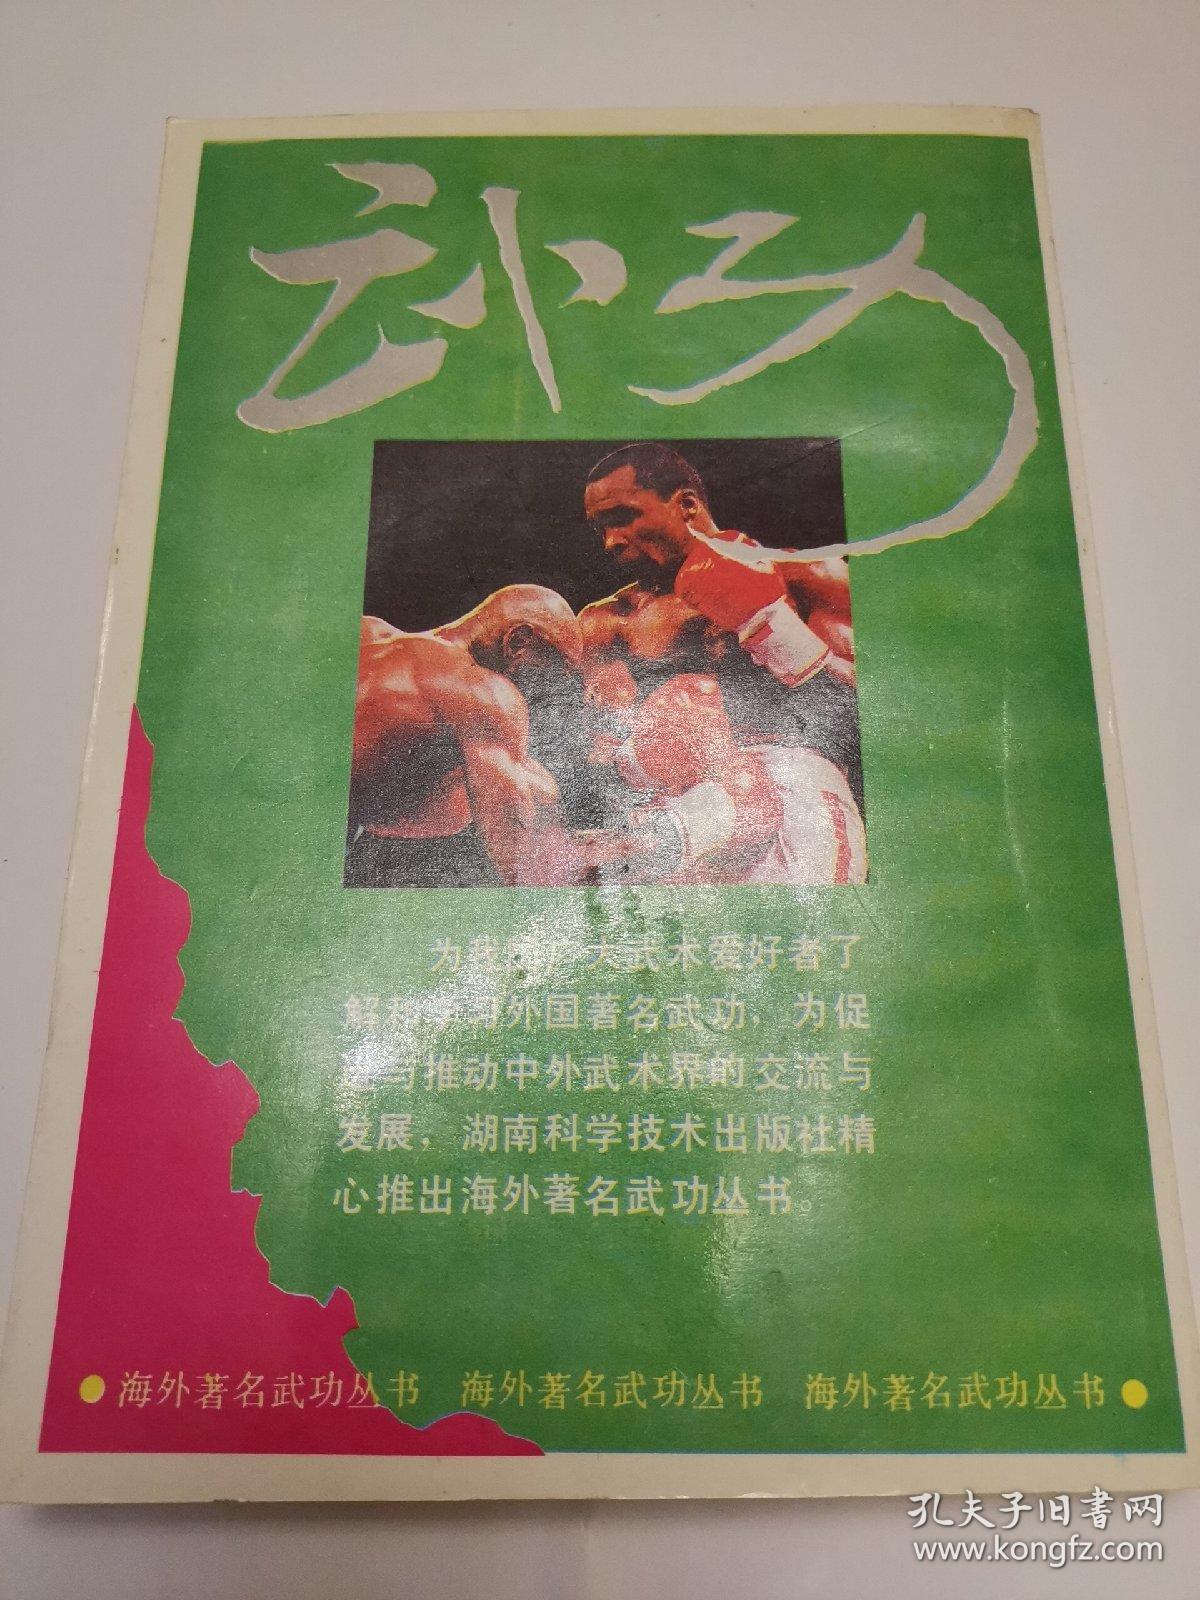 武功
为我国广大武术爱好者了
解和学习外国著名武功，为促
进与推动中外武术界的交流与
发展，湖南科学技术出版社精
心推出海外著名武功丛书。
海外著名武功丛书 海外著名武功丛书 海外著名武功丛书
孔夫子旧书网
www.kongfz.com